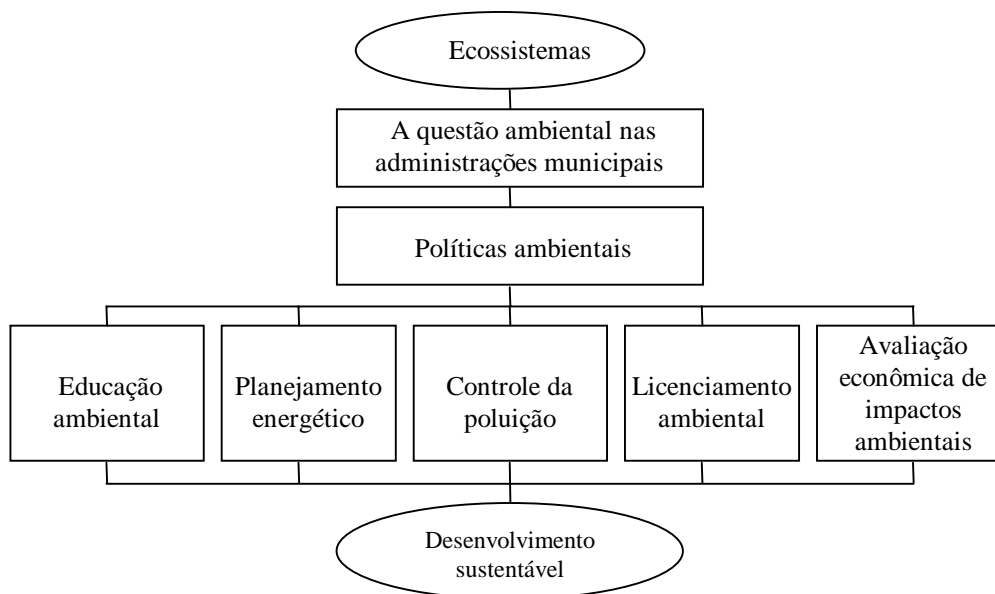 Ecossistemas
A questão ambiental nas
administrações municipais
Políticas ambientais
Educação
ambiental
Planejamento
energético
Controle da
poluição
Licenciamento
ambiental
Avaliação
econômica de
impactos
ambientais
Desenvolvimento
sustentável